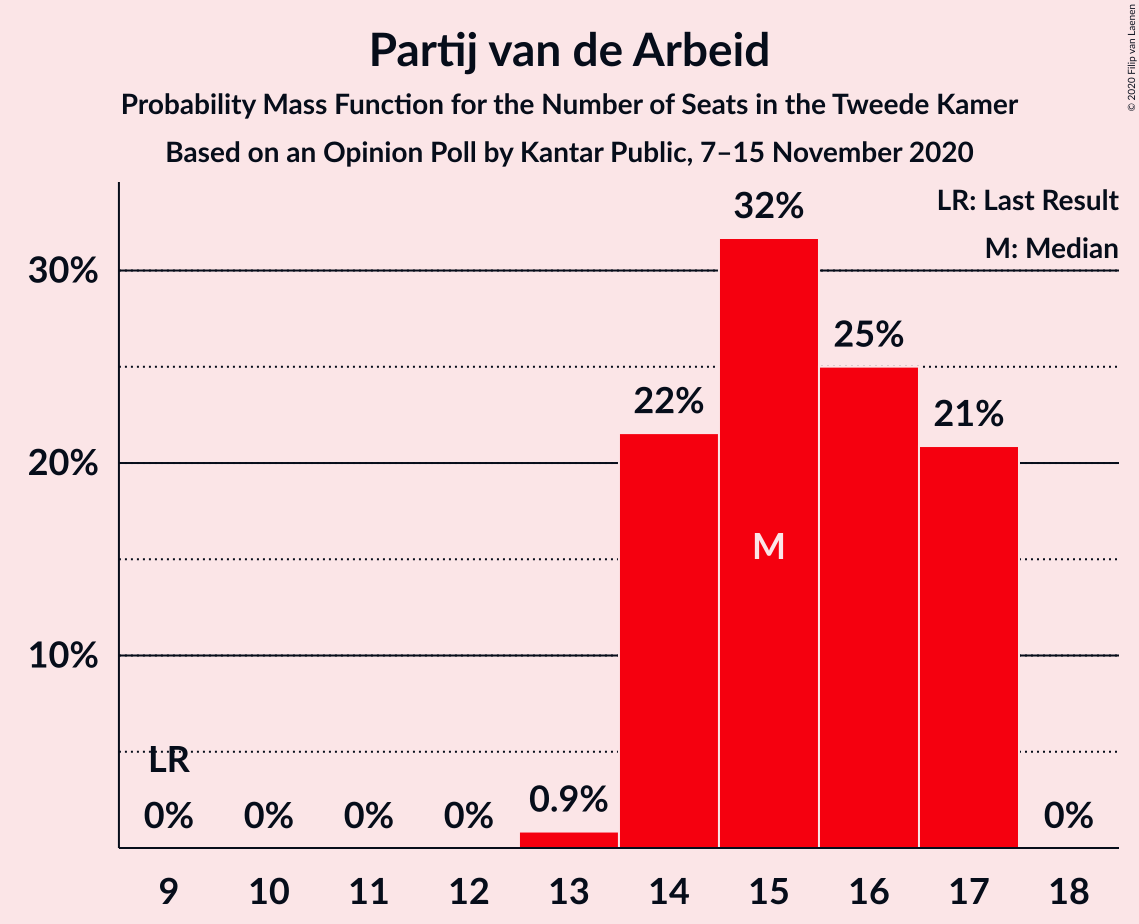 Partij van de Arbeid
Probability Mass Function for the Number of Seats in the Tweede Kamer
Based on an Opinion Poll by Kantar Public, 7–15 November 2020
© 2020 Filip van Laenen
LR: Last Result
M: Median
30%
20%
10%
LR
0%
0%
0%
0%
0.9%
22%
32%
M
25%
21%
0%
9 10 11 12 13 14 15 16 17 18